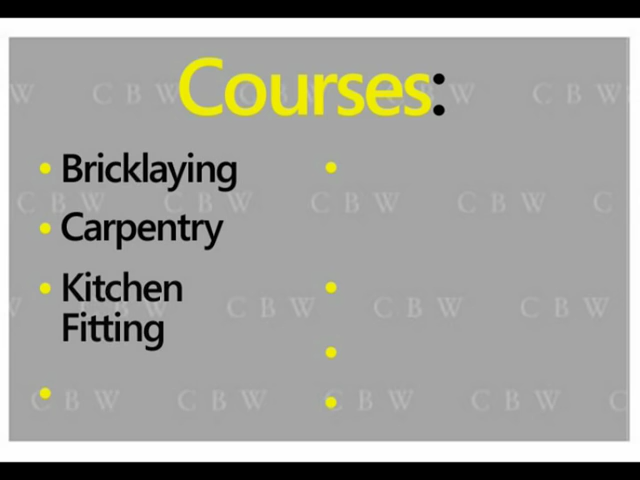 Courses:
• Bricklaying
• Carpentry
• Kitchen
Fitting
C B W